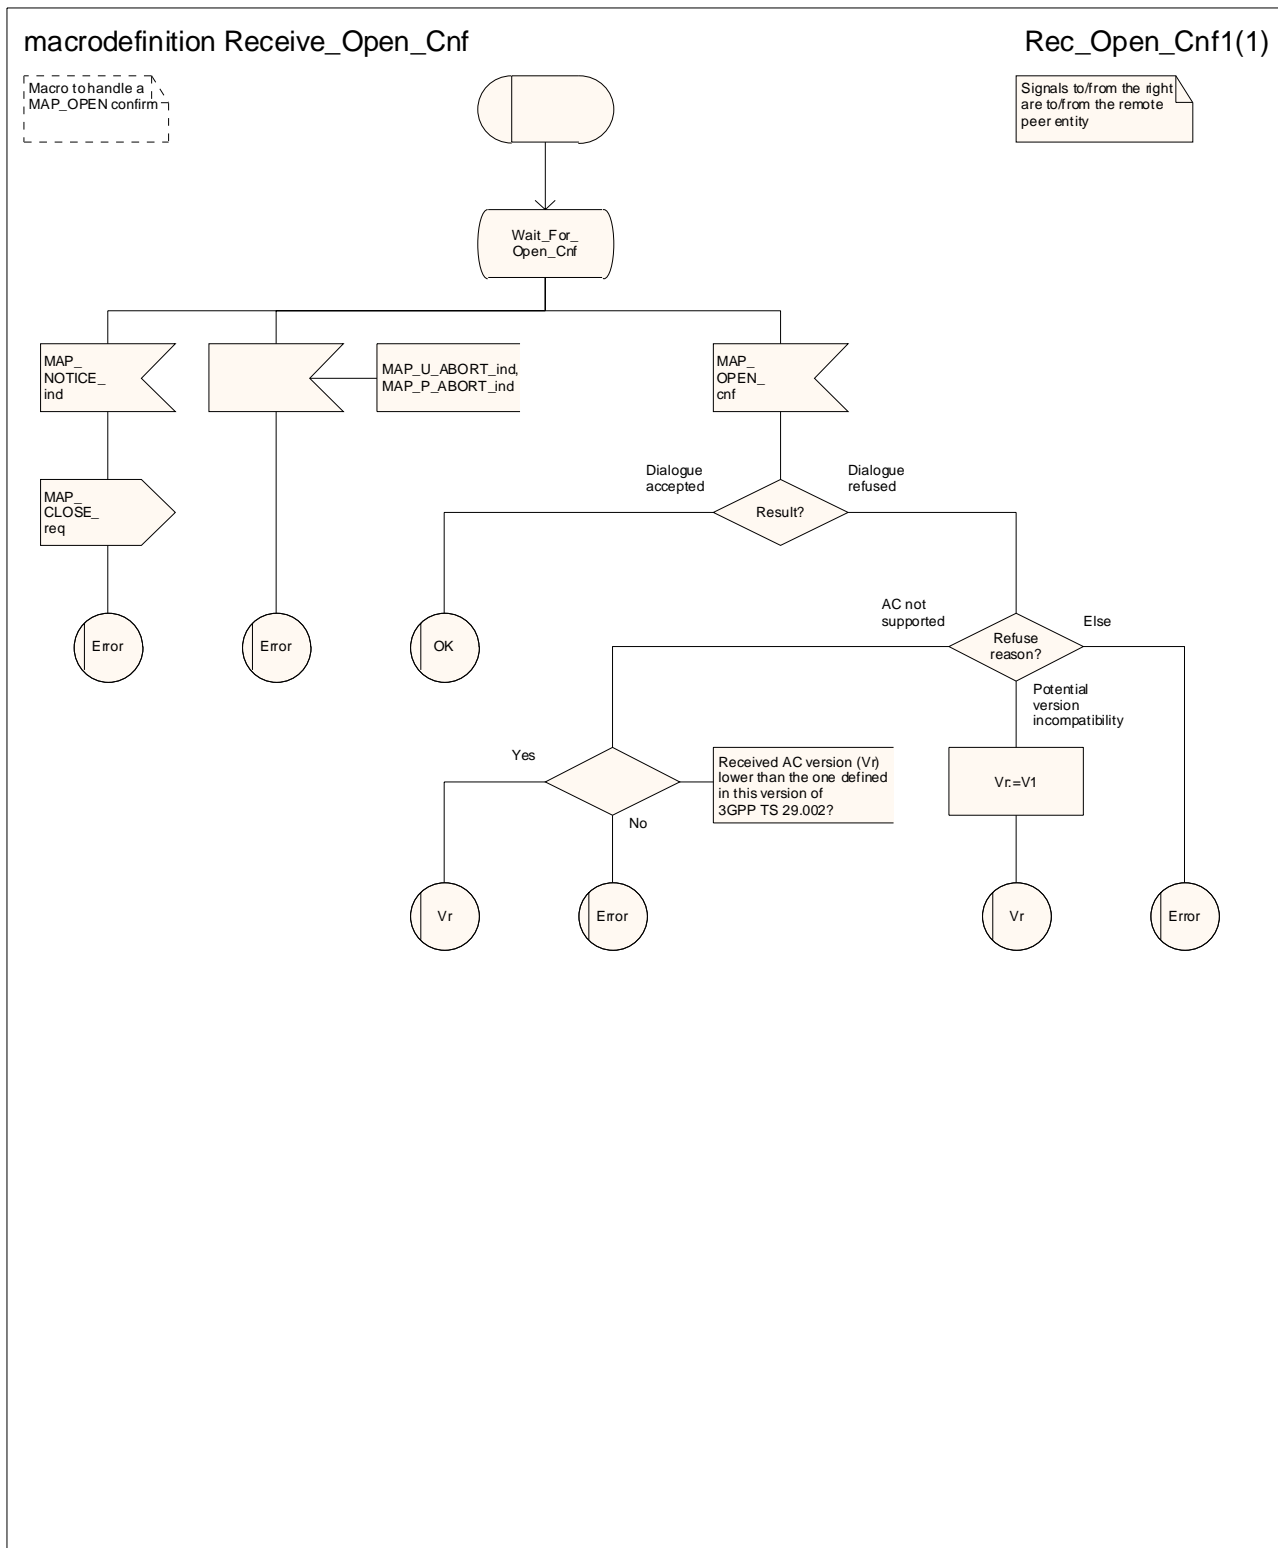 macrodefinition Receive_Open_Cnf
Rec_Open_Cnf1(1)
Macro to handle a
MAP_OPEN confirm
Signals to/from the right
are to/from the remote
peer entity
Wait_For_
Open_Cnf
MAP_
NOTICE_
ind
MAP_U_ABORT_ind,
MAP_P_ABORT_ind
MAP_
OPEN_
cnf
Dialogue
accepted
Dialogue
refused
MAP_
CLOSE_
req
Result?
AC not
supported
Else
Error
Error
OK
Refuse
reason?
Potential
version
incompatibility
Yes
Received AC version (Vr)
lower than the one defined
in this version of
3GPP TS 29.002?
Vr:=V1
No
Vr
Error
Vr
Error